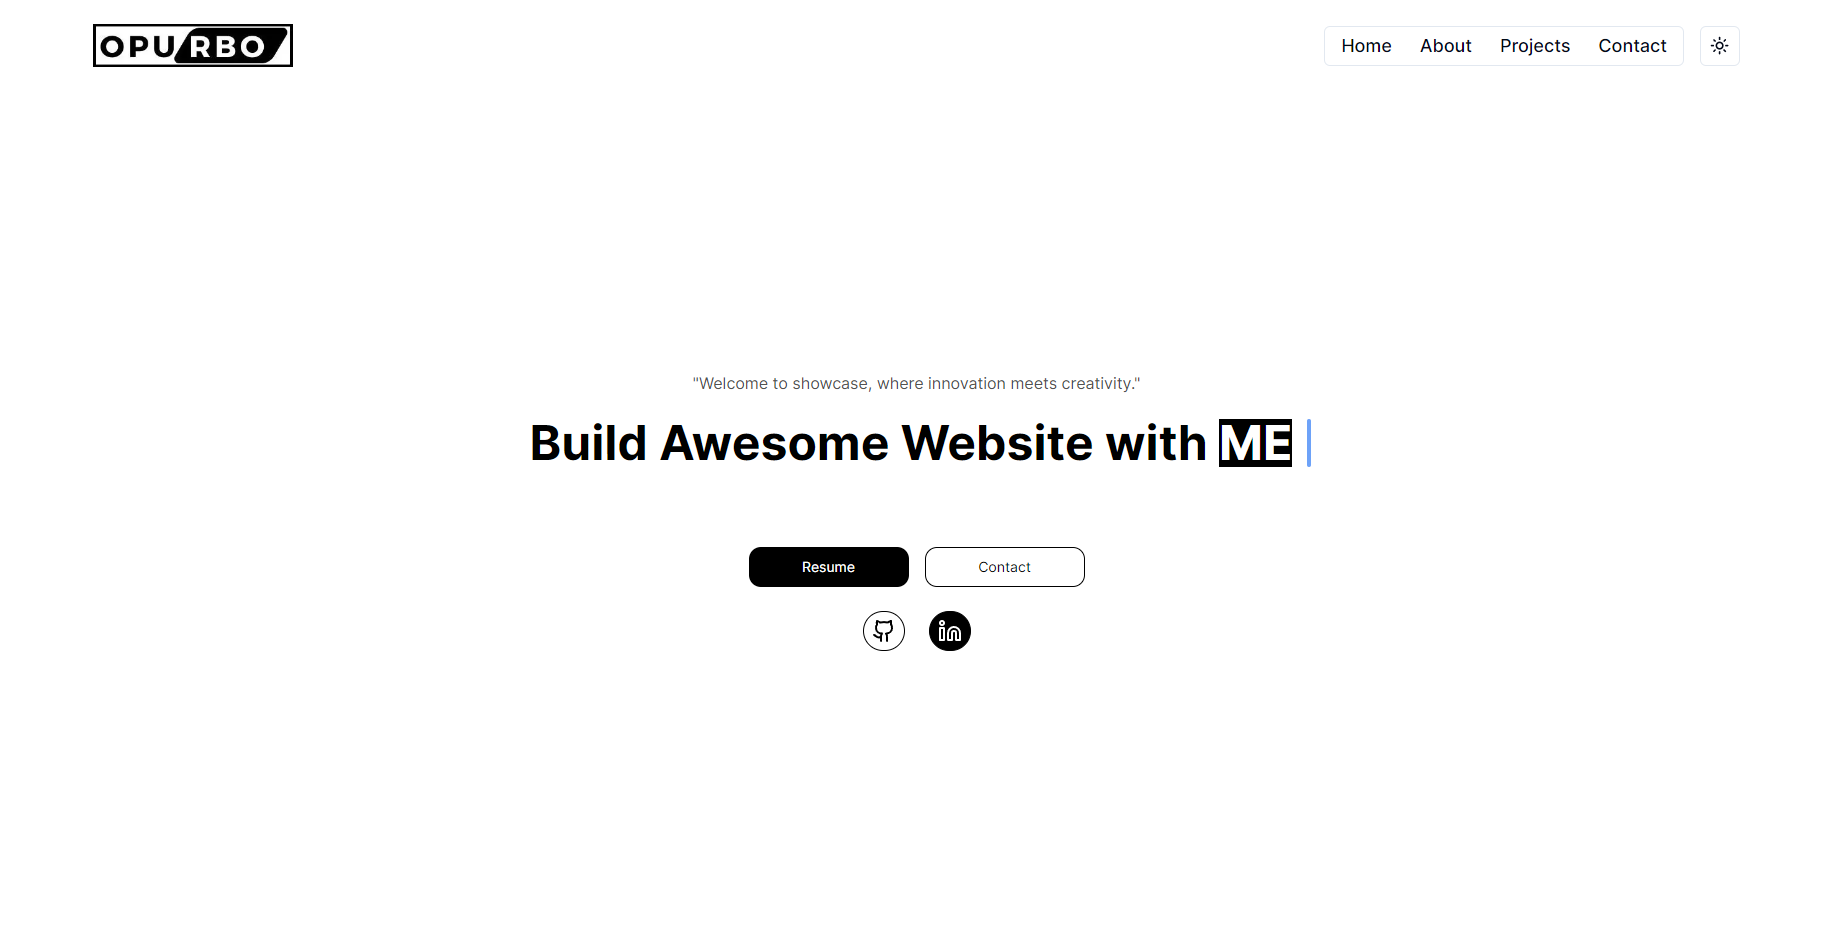 OPURBO
Home About Projects Contact
"Welcome to showcase, where innovation meets creativity."
Build Awesome Website with ME
Resume Contact
in